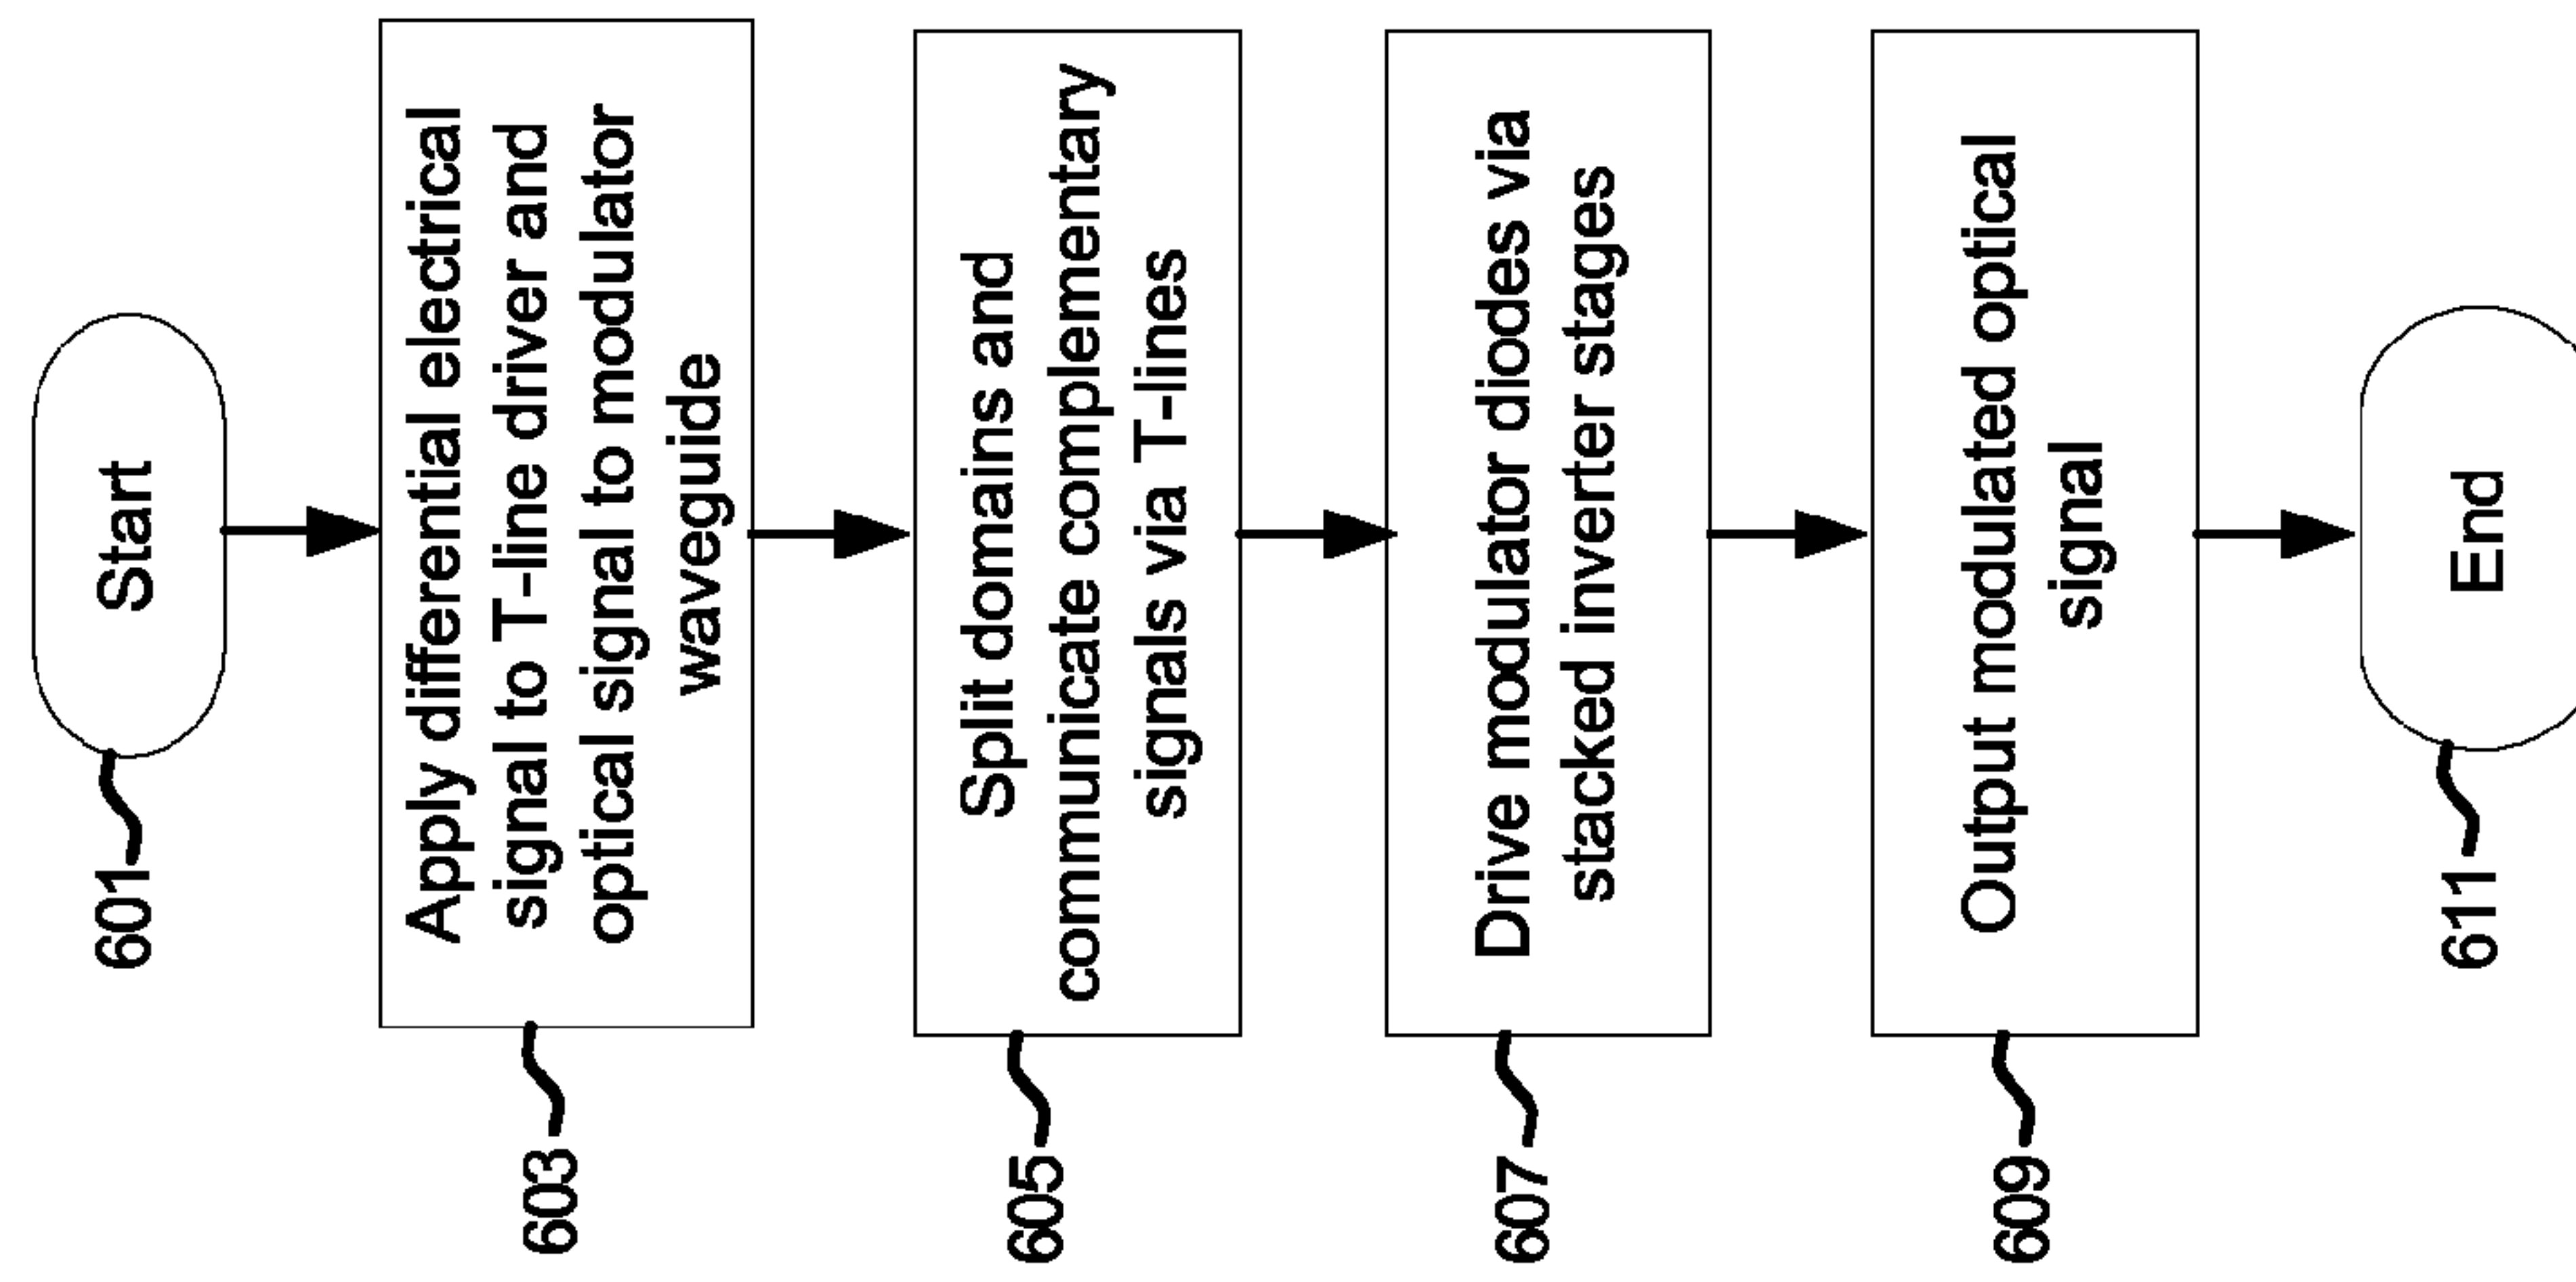 Start
601
Apply differential electrical
signal to T-line driver and
optical signal to modulator
waveguide
603
Split domains and
communicate complementary
signals via T-lines
605
Drive modulator diodes via
stacked inverter stages
607
Output modulated optical
signal
609
End
611